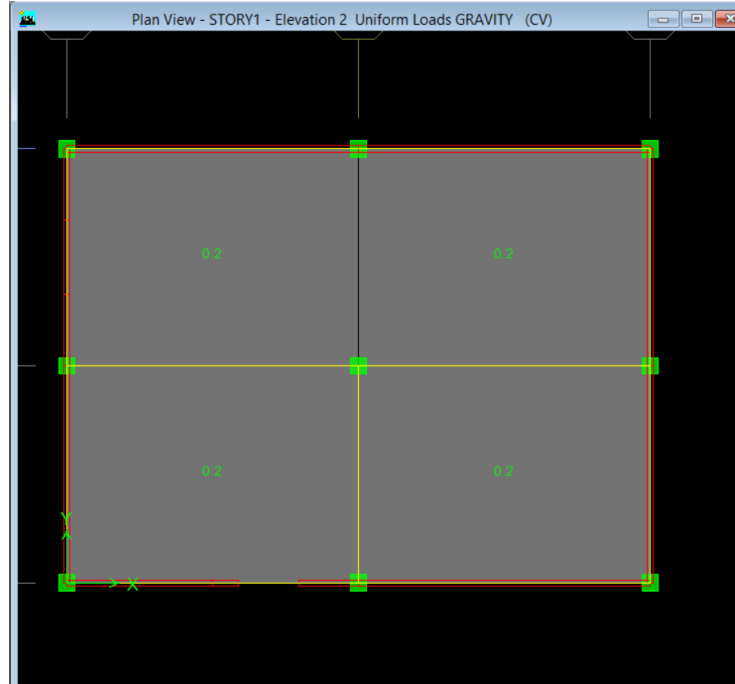 Plan View - STORY1 - Elevation 2 Uniform Loads GRAVITY (CV)
0.2 0.2
0.2 0.2
Y
X